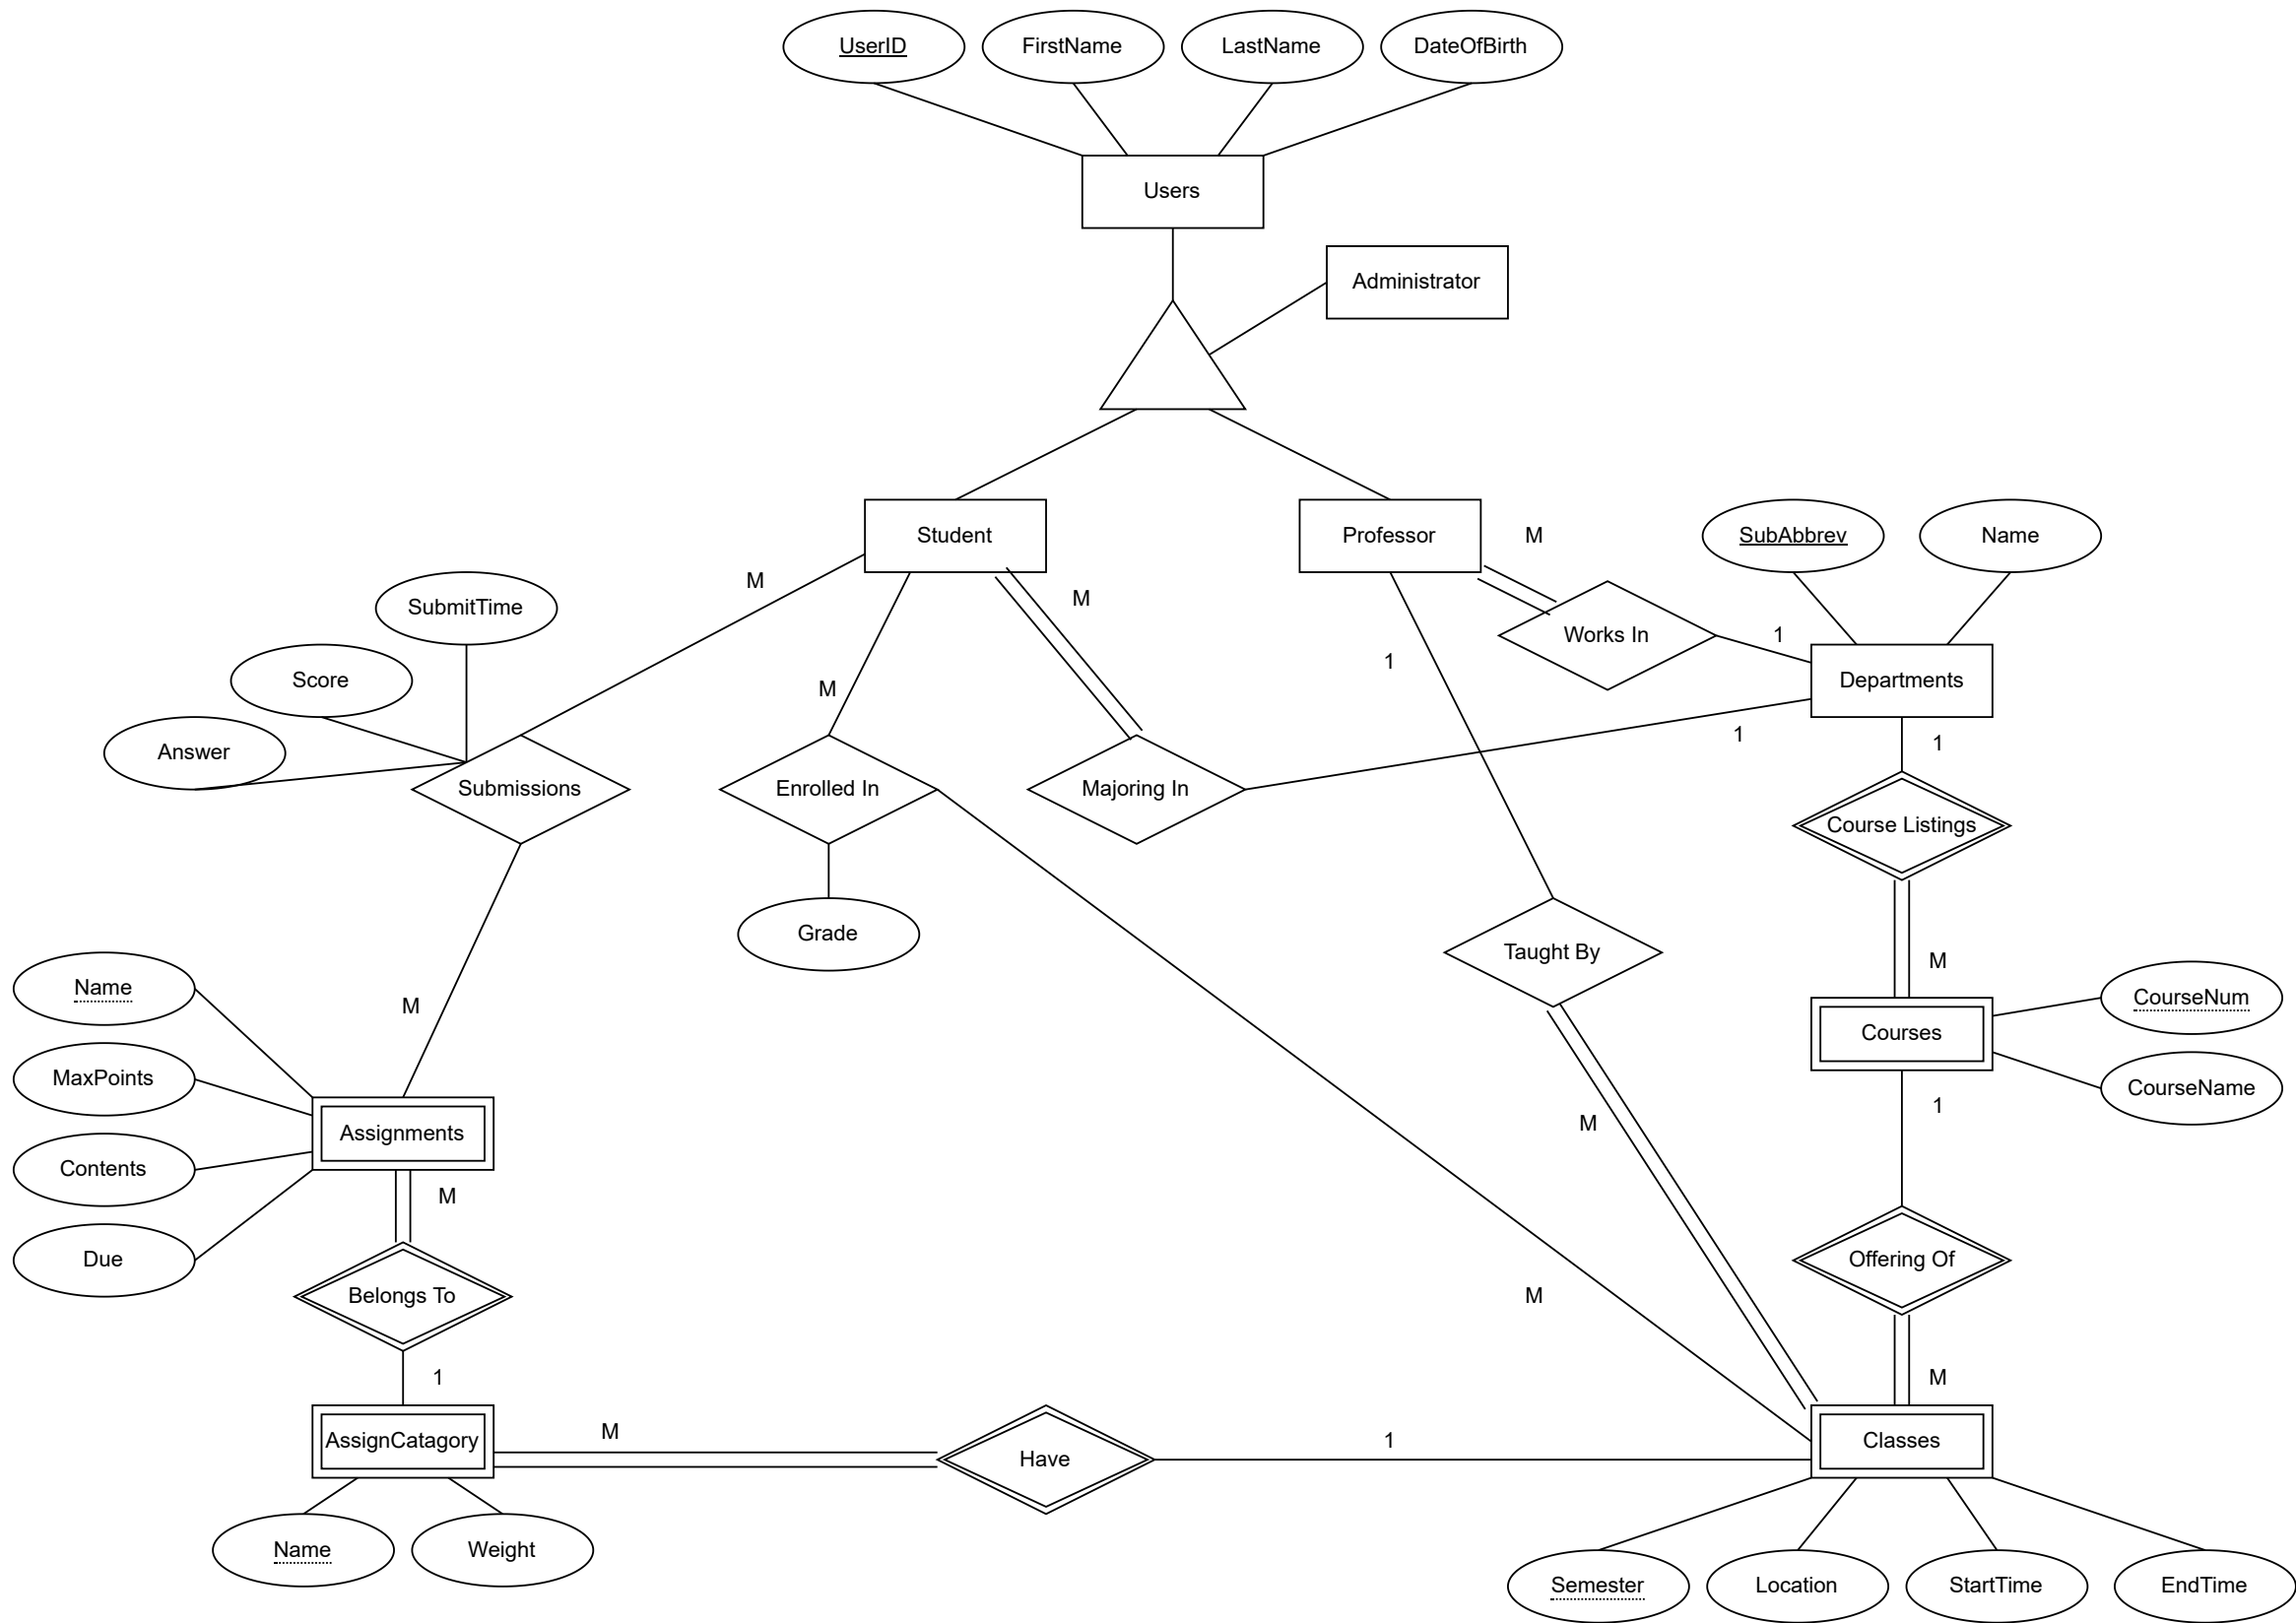 UserID
FirstName
LastName
DateOfBirth
Users
Administrator
Student
Professor
M
SubAbbrev
Name
M
M
SubmitTime
Works In
1
Score
1
Departments
M
Answer
Submissions
Enrolled In
Majoring In
1
1
Course Listings
Grade
Taught By
M
Name
M
CourseNum
Courses
MaxPoints
CourseName
1
Assignments
M
Contents
M
Due
Offering Of
Belongs To
M
1
M
M
1
AssignCatagory
Have
Classes
Name
Weight
Semester
Location
StartTime
EndTime